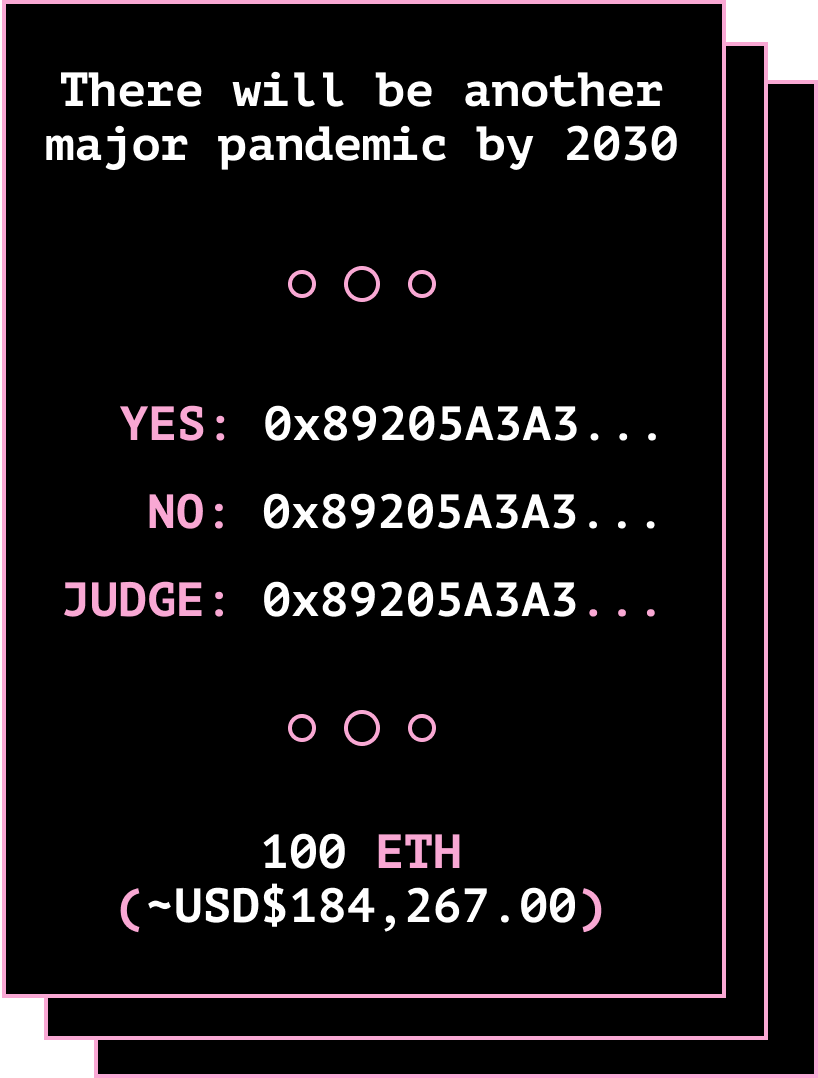 There will be another
major pandemic by 2030
YES: 0x89205A3A3...
NO: 0x89205A3A3...
JUDGE: 0x89205A3A3...
100 ETH
(~USD$184,267.00)